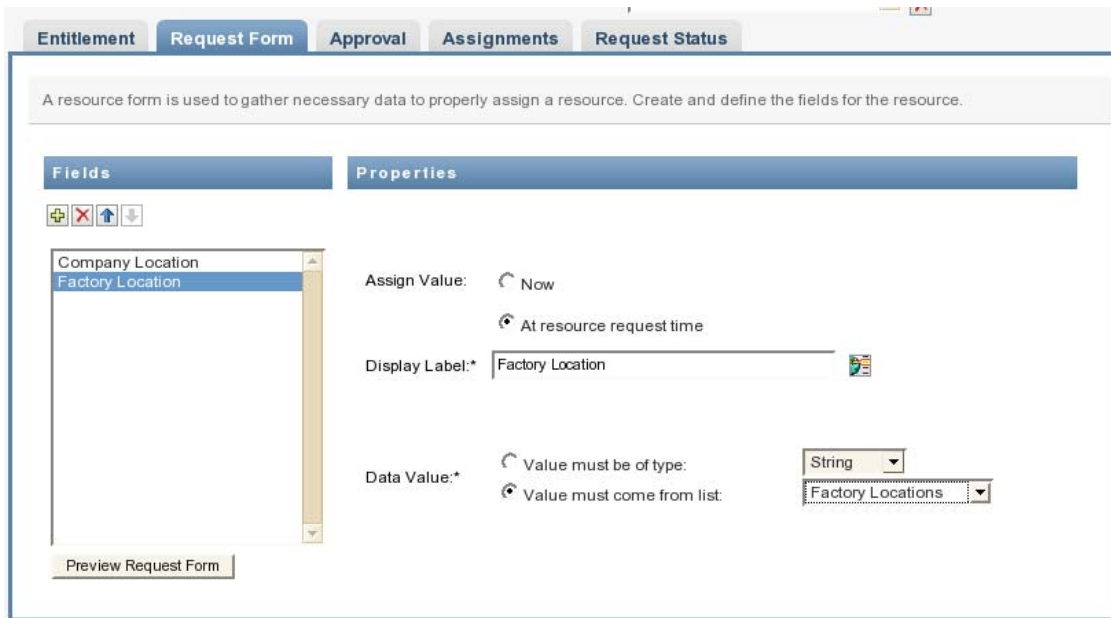 Entitlement Request Form Approval Assignments Request Status
A resource form is used to gather necessary data to properly assign a resource. Create and define the fields for the resource.
Fields
Properties
Company Location
Factory Location
Assign Value:
Now
At resource request time
Display Label:*
Factory Location
Data Value:*
Value must be of type:
String
Value must come from list:
Factory Locations
Preview Request Form